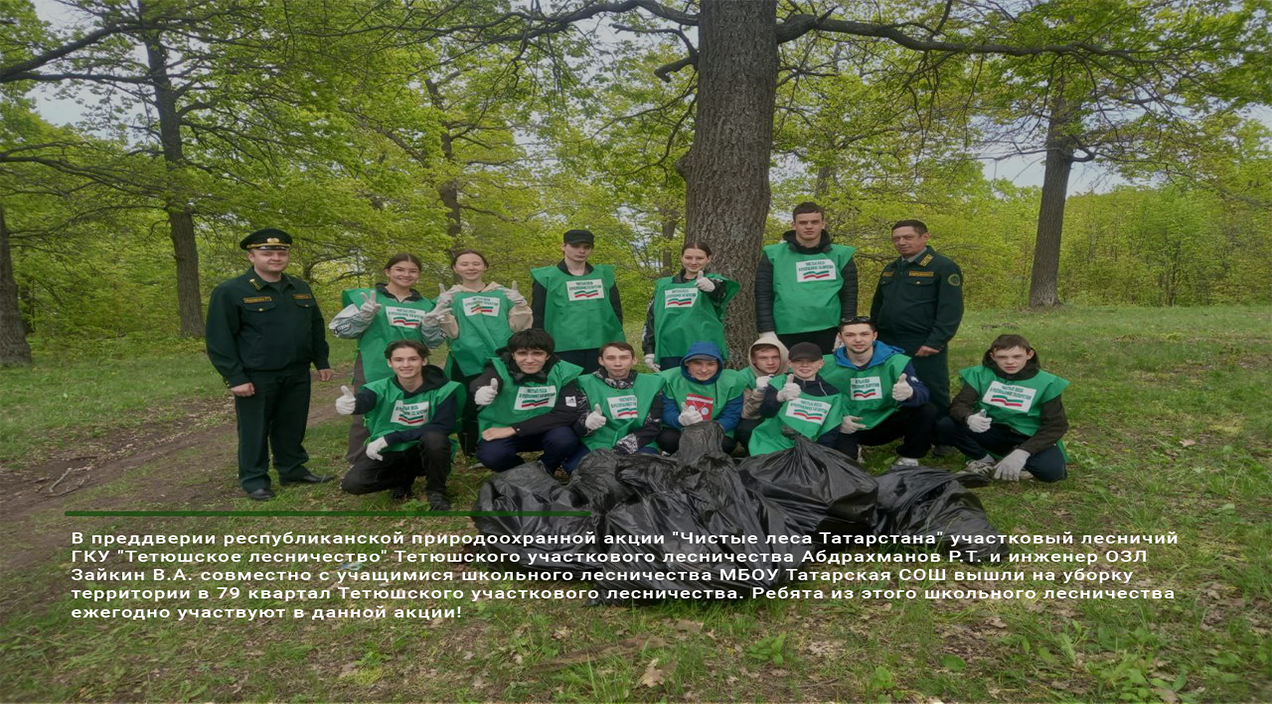 В преддверии республиканской природоохранной акции "Чистые леса Татарстана" участковый лесничий
ГКУ "Тетюшское лесничество" Тетюшского участкового лесничества Абдрахманов Р.Т. и инженер ОЗЛ
Зайкин В.А. совместно с учащимися школьного лесничества МБОУ Татарская СОШ вышли на уборку
территории в 79 квартал Тетюшского участкового лесничества. Ребята из этого школьного лесничества
ежегодно участвуют в данной акции!